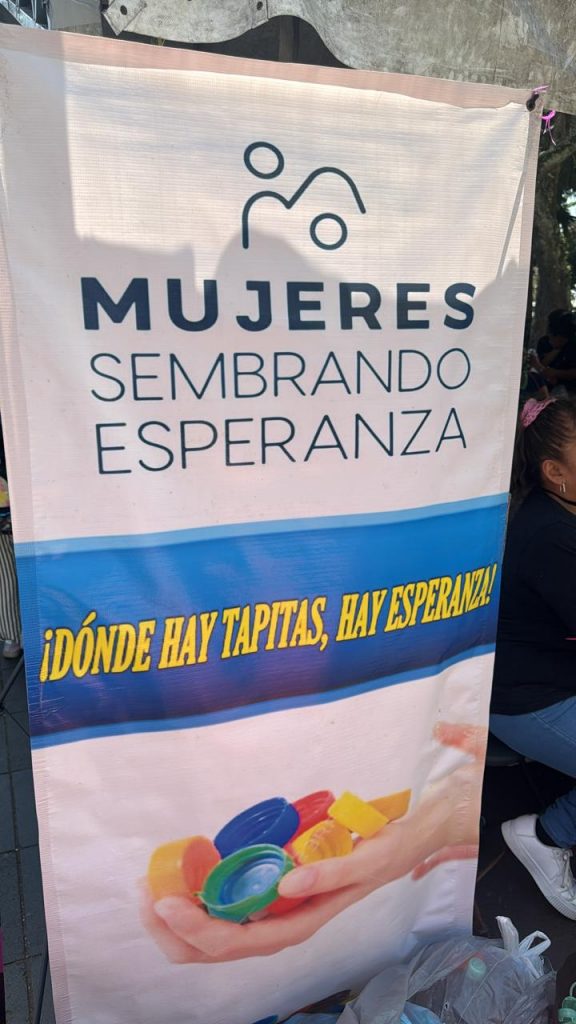 MUJERES
SEMBRANDO
ESPERANZA
¡DÓNDE HAY TAPITAS, HAY ESPERANZA!